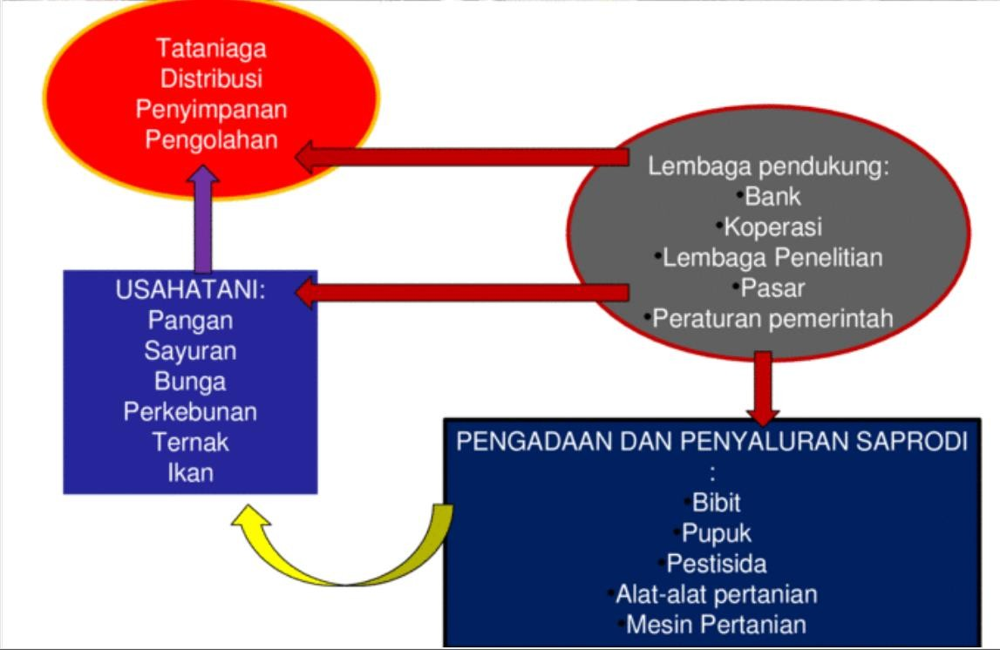 Tataniaga
Distribusi
Penyimpanan
Pengolahan
Lembaga pendukung:
•Bank
•Koperasi
•Lembaga Penelitian
•Pasar
•Peraturan pemerintah
USAHATANI:
Pangan
Sayuran
Bunga
Perkebunan
Ternak
Ikan
PENGADAAN DAN PENYALURAN SAPRODI
:
•Bibit
•Pupuk
•Pestisida
•Alat-alat pertanian
•Mesin Pertanian